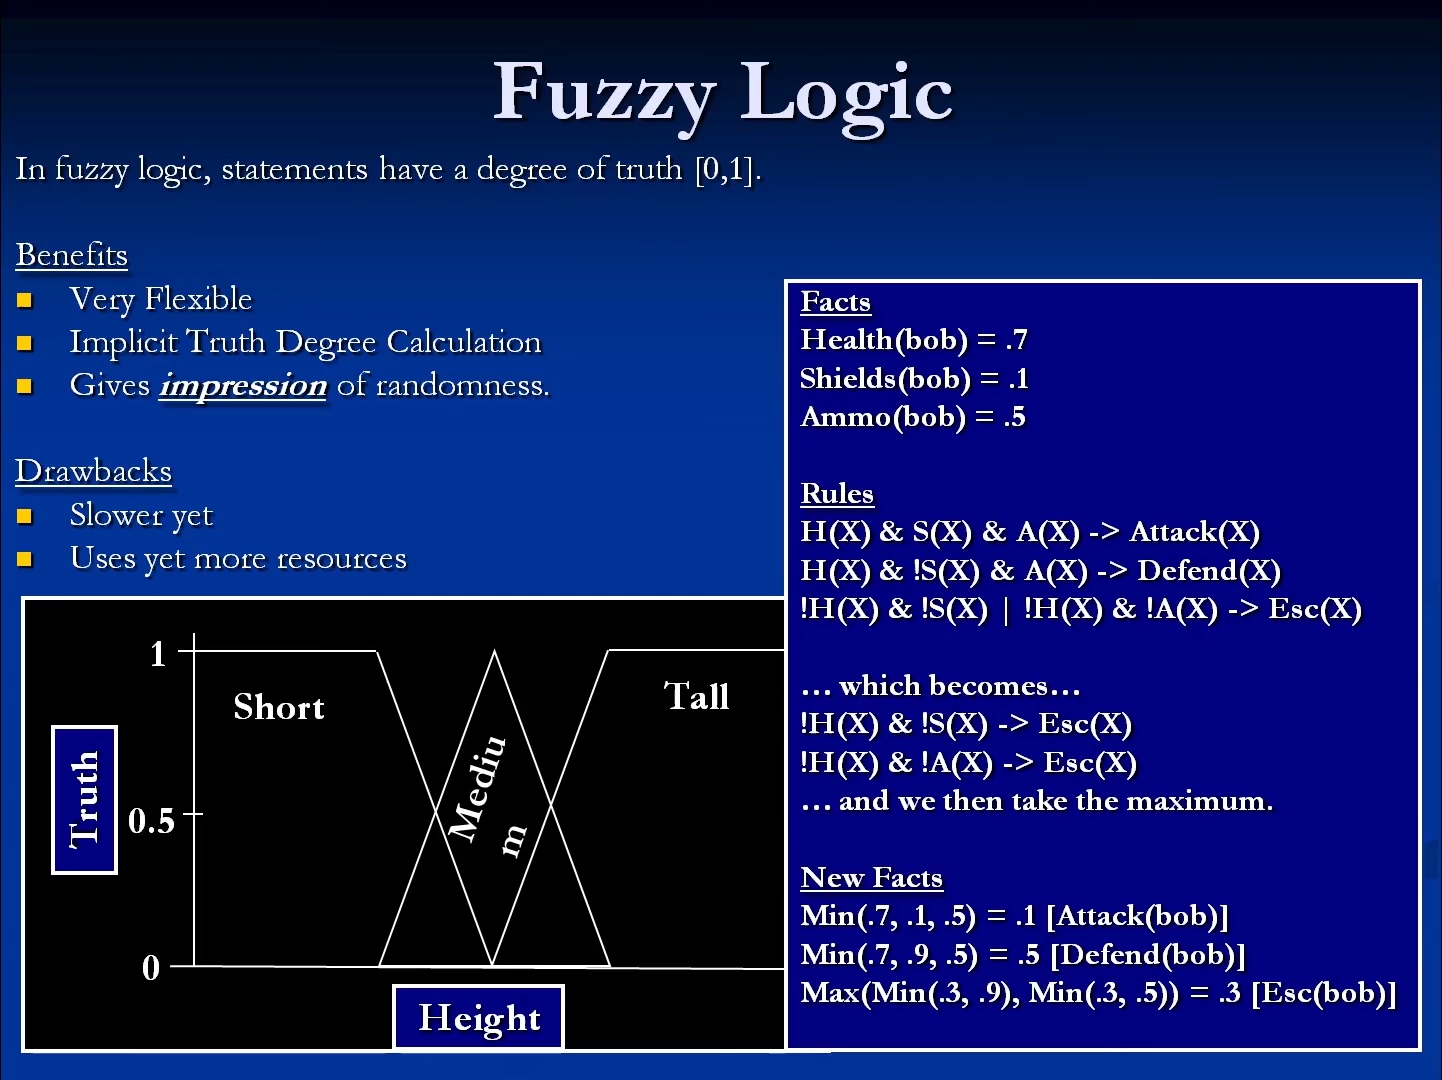 Fuzzy Logic
In fuzzy logic, statements have a degree of truth [0,1].
Benefits
Very Flexible
Implicit Truth Degree Calculation
Gives impression of randomness.
Drawbacks
Slower yet
Uses yet more resources
1
Short
Tall
Mediu
m
Truth
0.5
0
Height
Facts
Health(bob) = .7
Shields(bob) = .1
Ammo(bob) = .5
Rules
H(X) & S(X) & A(X) -> Attack(X)
H(X) & !S(X) & A(X) -> Defend(X)
!H(X) & !S(X) | !H(X) & !A(X) -> Esc(X)
… which becomes…
!H(X) & !S(X) -> Esc(X)
!H(X) & !A(X) -> Esc(X)
… and we then take the maximum.
New Facts
Min(.7, .1, .5) = .1 [Attack(bob)]
Min(.7, .9, .5) = .5 [Defend(bob)]
Max(Min(.3, .9), Min(.3, .5)) = .3 [Esc(bob)]